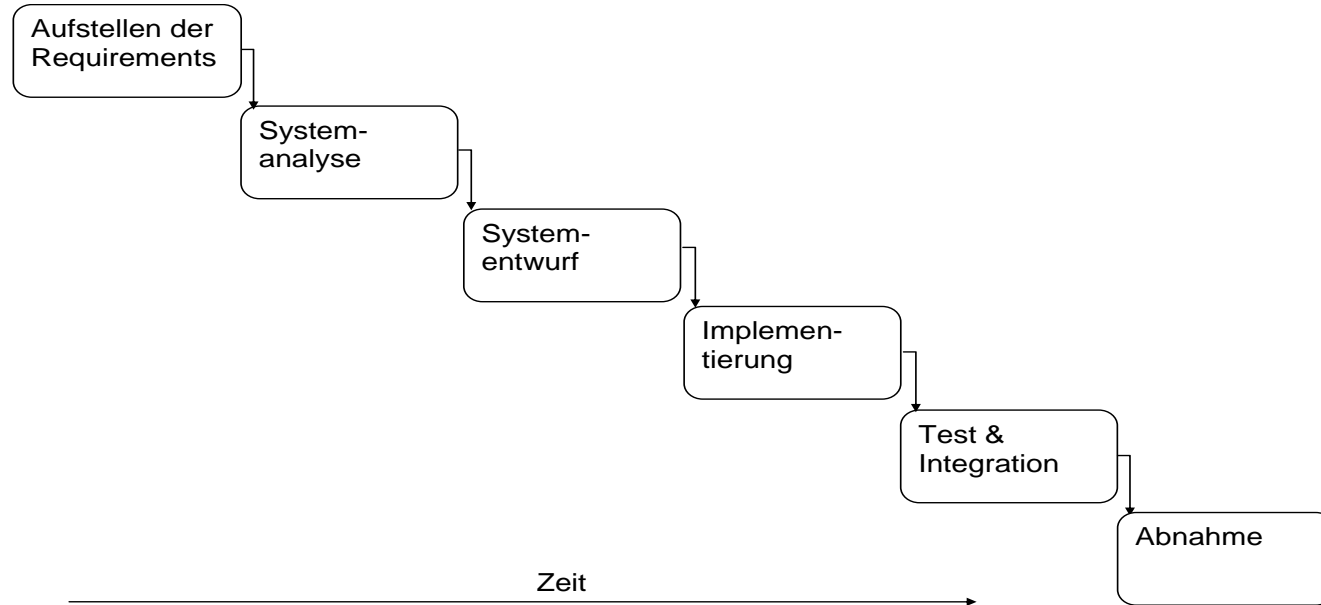 Aufstellen der
Requirements
System-
analyse
System-
entwurf
Implemen-
tierung
Test &
Integration
Abnahme
Zeit